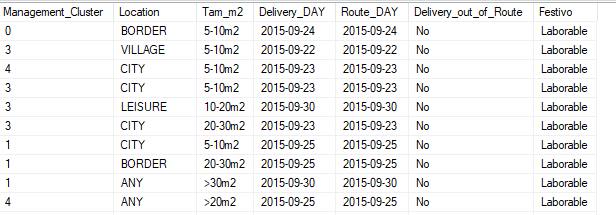 Management_Cluster Location Tam_m2 Delivery_DAY Route_DAY Delivery_out_of_Route Festivo
0 BORDER 5-10m2 2015-09-24 2015-09-24 No Laborable
3 VILLAGE 5-10m2 2015-09-22 2015-09-22 No Laborable
4 CITY 5-10m2 2015-09-23 2015-09-23 No Laborable
3 CITY 5-10m2 2015-09-23 2015-09-23 No Laborable
3 LEISURE 10-20m2 2015-09-30 2015-09-30 No Laborable
3 CITY 20-30m2 2015-09-23 2015-09-23 No Laborable
1 CITY 5-10m2 2015-09-25 2015-09-25 No Laborable
1 BORDER 20-30m2 2015-09-25 2015-09-25 No Laborable
1 ANY >30m2 2015-09-30 2015-09-30 No Laborable
4 ANY >20m2 2015-09-25 2015-09-25 No Laborable